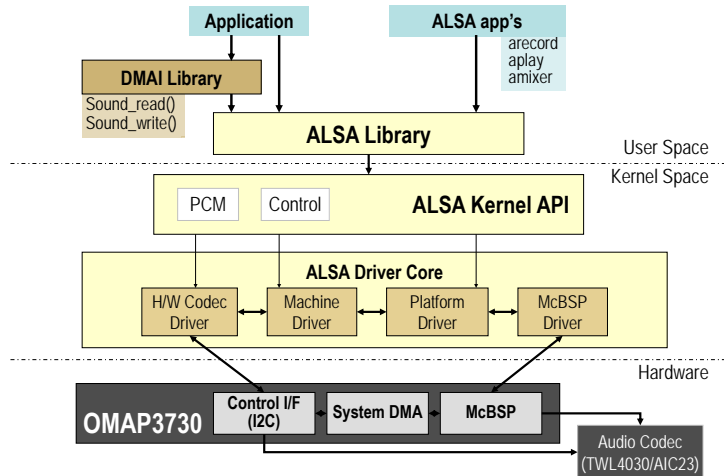 Application
ALSA app's
arecord
aplay
amixer
DMAI Library
Sound_read()
Sound_write()
ALSA Library
User Space
Kernel Space
PCM
Control
ALSA Kernel API
ALSA Driver Core
H/W Codec
Driver
Machine
Driver
Platform
Driver
McBSP
Driver
Hardware
OMAP3730
Control I/F
(I2C)
System DMA
McBSP
Audio Codec
(TWL4030/AIC23)